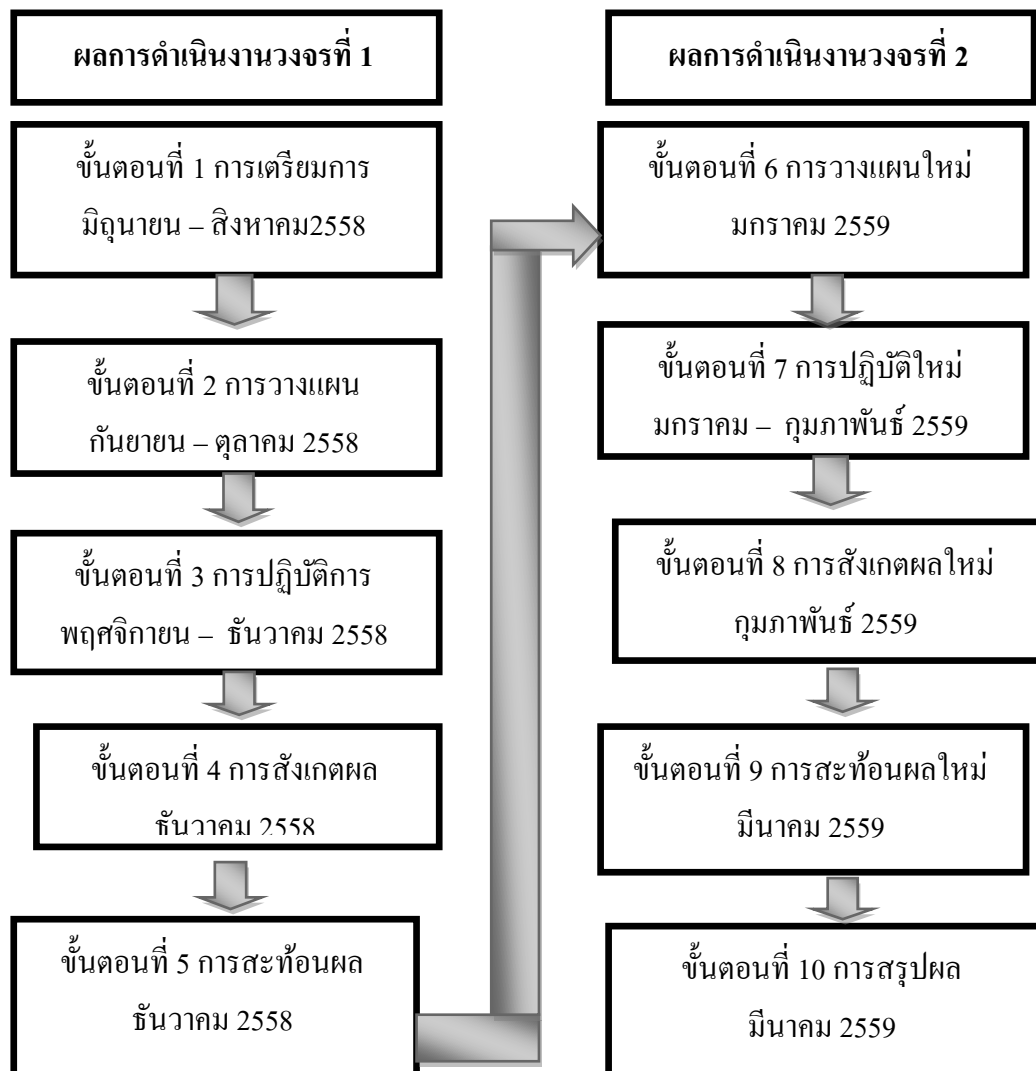 ผลการดำเนินงานวงจรที่ 1
ขั้นตอนที่ 1 การเตรียมการ
มิถุนายน – สิงหาคม2558
ขั้นตอนที่ 2 การวางแผน
กันยายน – ตุลาคม 2558
ขั้นตอนที่ 3 การปฏิบัติการ
พฤศจิกายน – ธันวาคม 2558
ขั้นตอนที่ 4 การสังเกตผล
ธันวาคม 2558
ขั้นตอนที่ 5 การสะท้อนผล
ธันวาคม 2558
ผลการดำเนินงานวงจรที่ 2
ขั้นตอนที่ 6 การวางแผนใหม่
มกราคม 2559
ขั้นตอนที่ 7 การปฏิบัติใหม่
มกราคม – กุมภาพันธ์ 2559
ขั้นตอนที่ 8 การสังเกตผลใหม่
กุมภาพันธ์ 2559
ขั้นตอนที่ 9 การสะท้อนผลใหม่
มีนาคม 2559
ขั้นตอนที่ 10 การสรุปผล
มีนาคม 2559